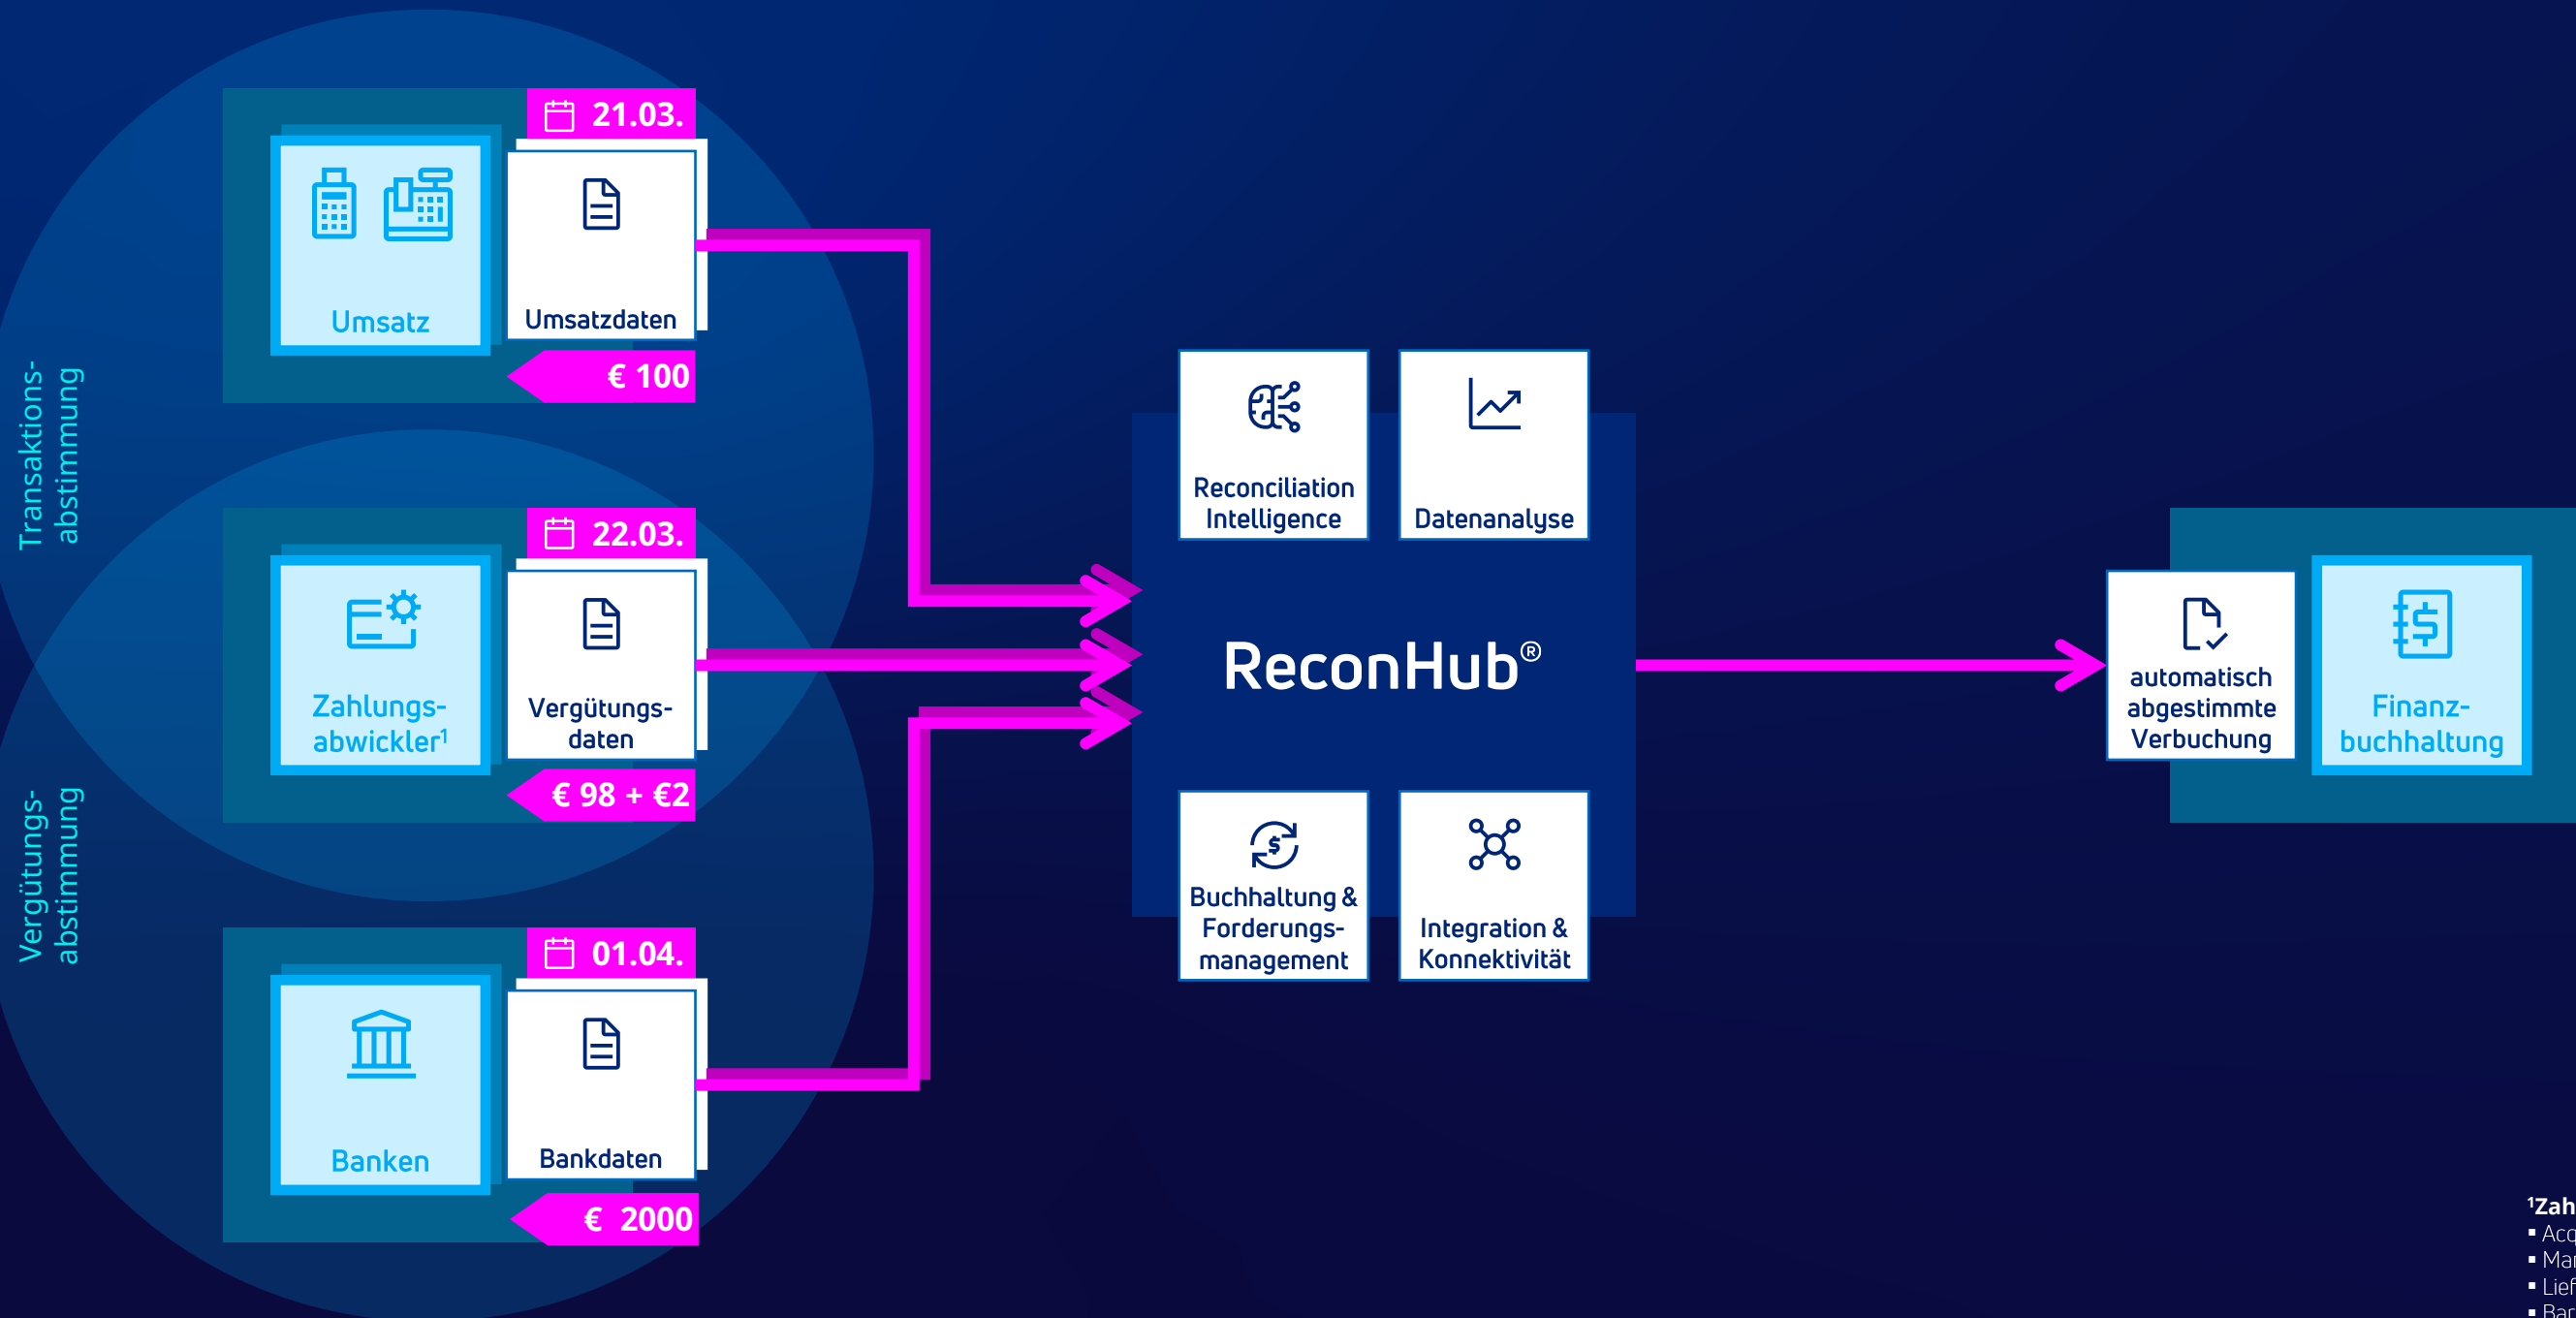 Transaktions-
abstimmung
21.03.
Umsatz
Umsatzdaten
€ 100
22.03.
Zahlungs-
abwickler¹
Vergütungs-
daten
€ 98 + €2
Vergütungs-
abstimmung
01.04.
Banken
Bankdaten
€ 2000
Reconciliation
Intelligence
Datenanalyse
ReconHub®
Buchhaltung &
Forderungs-
management
Integration &
Konnektivität
automatisch
abgestimmte
Verbuchung
Finanz-
buchhaltung